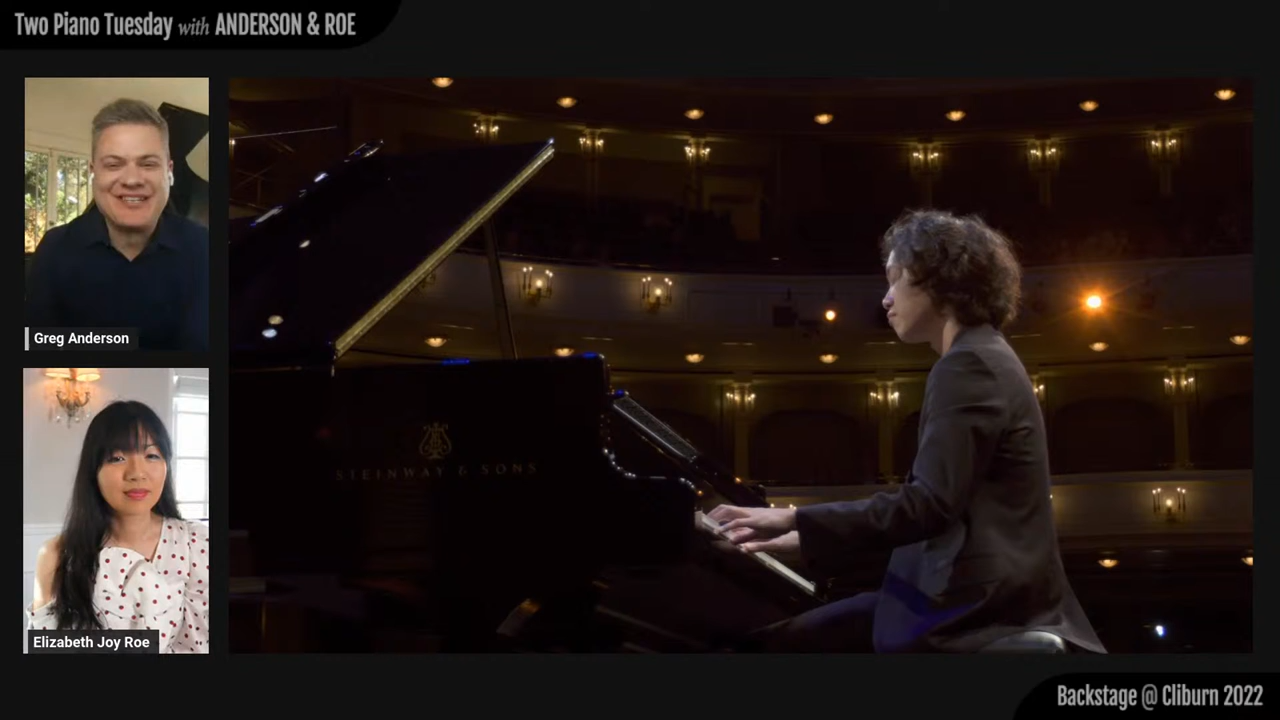 Two Piano Tuesday with ANDERSON & ROE
Greg Anderson
STEINWAY & SONS
Elizabeth Joy Roe
Backstage @ Cliburn 2022